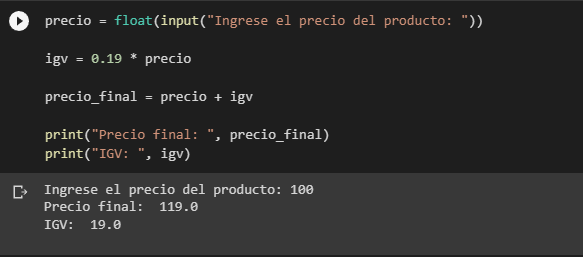 precio = float(input("Ingrese el precio del producto: "))
igv = 0.19 * precio
precio_final = precio + igv
print("Precio final: ", precio_final)
print("IGV: ", igv)
Ingrese el precio del producto: 100
Precio final:  119.0
IGV:  19.0